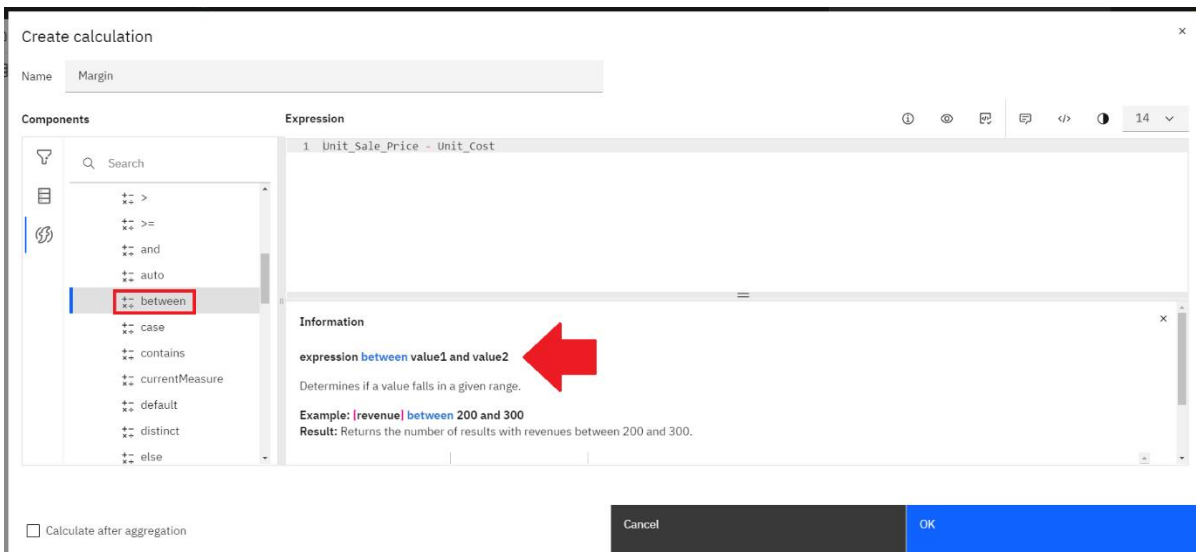 Create calculation
Name Margin
Components
Search
>
>=
and
auto
between
case
contains
currentMeasure
default
distinct
else
Expression
14
1 Unit_Sale_Price - Unit_Cost
Information
expression between value1 and value2
Determines if a value falls in a given range.
Example: [revenue] between 200 and 300
Result: Returns the number of results with revenues between 200 and 300.
Calculate after aggregation
Cancel
OK